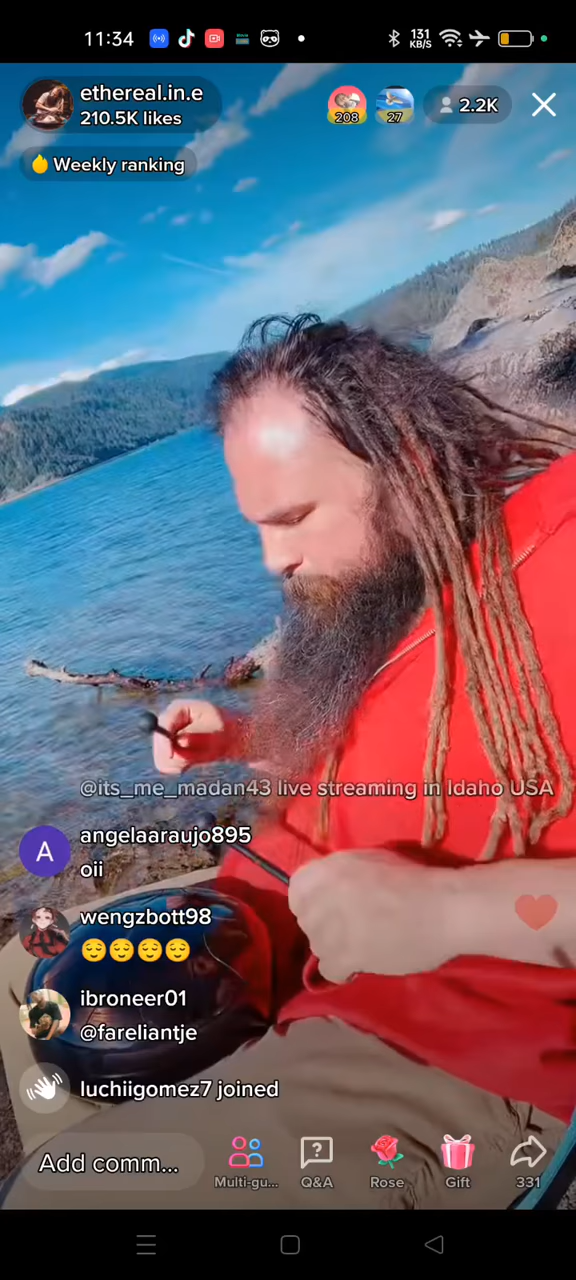 11:34
131
KB/S
ethereal.in.e
210.5K likes
208
27
2.2K
Weekly ranking
@its_me_madan43 live streaming in Idaho USA
A
angelaaraujo895
oii
wengzbott98
😌😌😌😌
ibroneer01
@fareliantje
luchiigomez7 joined
Add comm...
Multi-gu...
Q&A
Rose
Gift
331